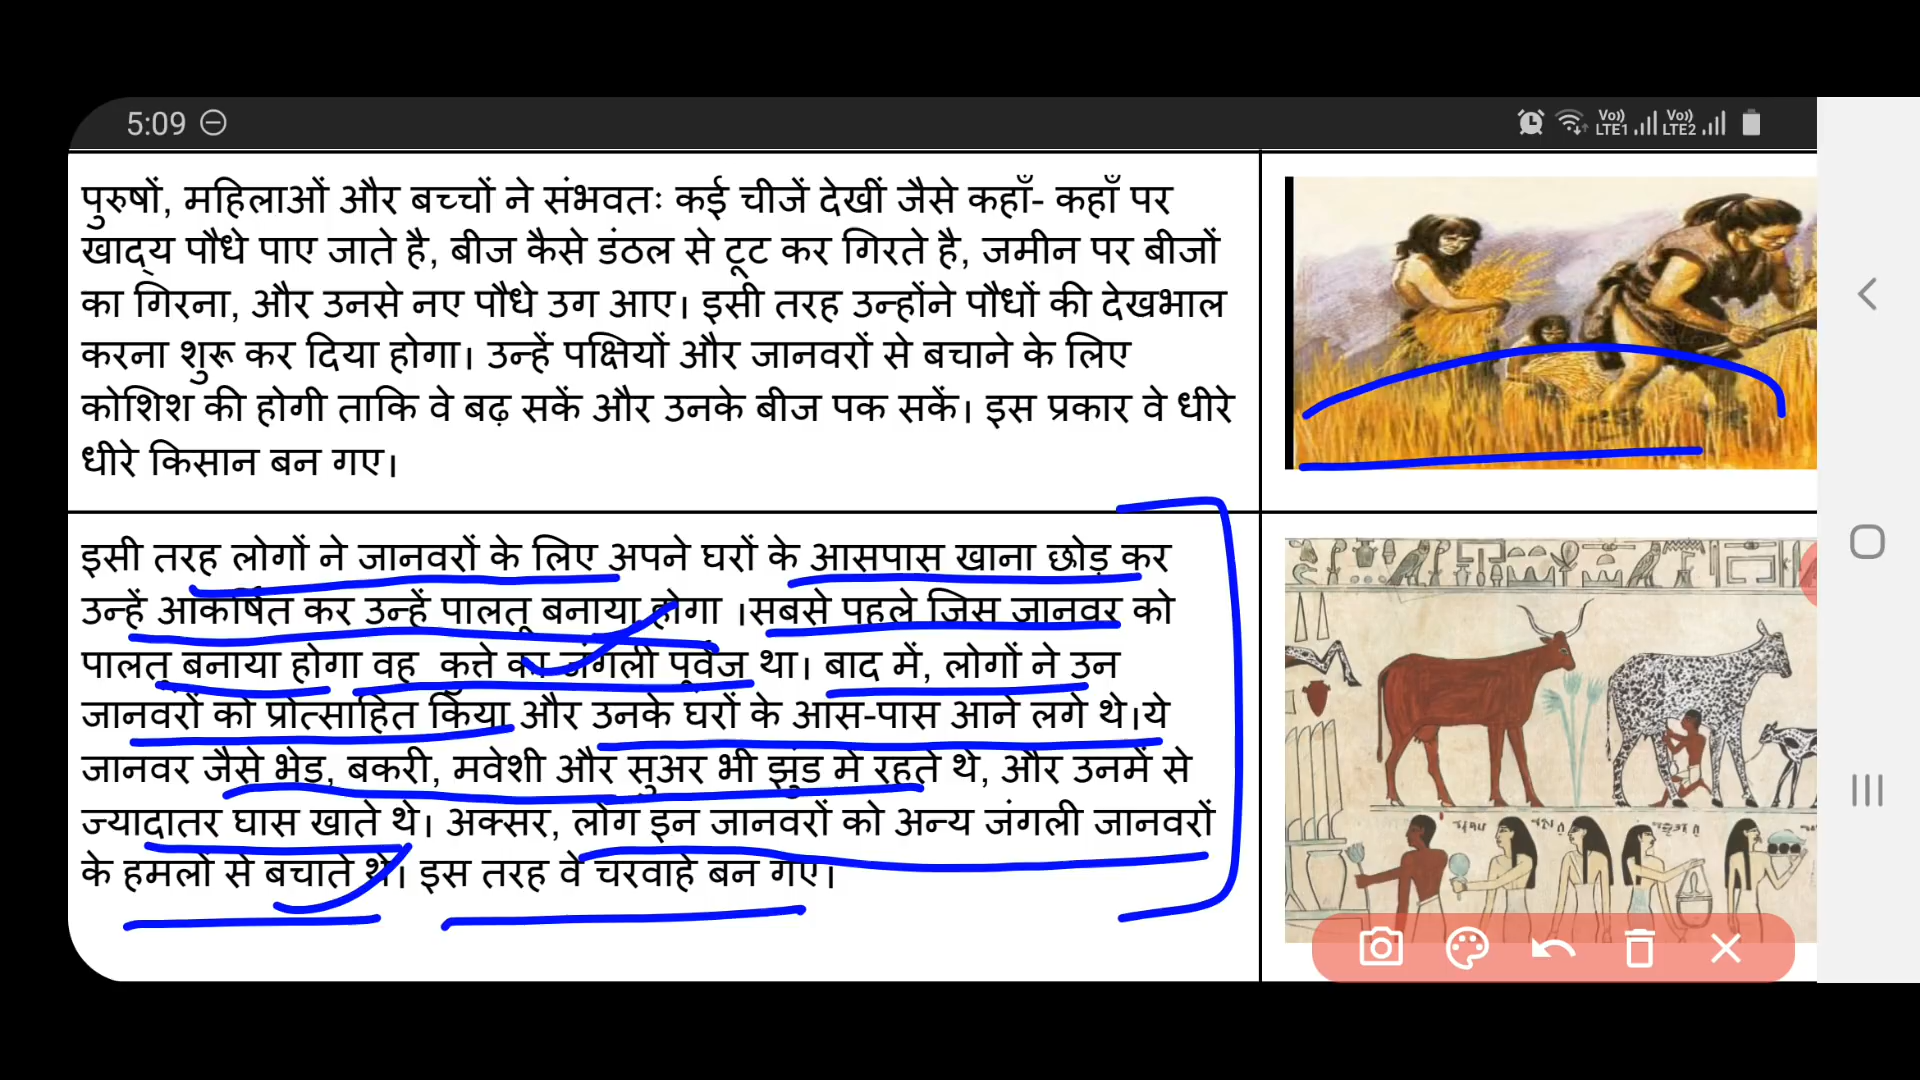 5:09
Vo)) LTE1 Vo)) LTE2
पुरुषों, महिलाओं और बच्चों ने संभवतः कई चीजें देखीं जैसे कहाँ- कहाँ पर
खाद्य पौधे पाए जाते है, बीज कैसे डंठल से टूट कर गिरते है, जमीन पर बीजों
का गिरना, और उनसे नए पौधे उग आए। इसी तरह उन्होंने पौधों की देखभाल
करना शुरू कर दिया होगा। उन्हें पक्षियों और जानवरों से बचाने के लिए
कोशिश की होगी ताकि वे बढ़ सकें और उनके बीज पक सकें। इस प्रकार वे धीरे
धीरे किसान बन गए।
इसी तरह लोगों ने जानवरों के लिए अपने घरों के आसपास खाना छोड़ कर
उन्हें आकर्षित कर उन्हें पालतू बनाया होगा ।सबसे पहले जिस जानवर को
पालतू बनाया होगा वह कुत्ते का जंगली पूर्वज था। बाद में, लोगों ने उन
जानवरों को प्रोत्साहित किया और उनके घरों के आस-पास आने लगे थे।ये
जानवर जैसे भेड़, बकरी, मवेशी और सुअर भी झुंड में रहते थे, और उनमें से
ज्यादातर घास खाते थे। अक्सर, लोग इन जानवरों को अन्य जंगली जानवरों
के हमलों से बचाते थे। इस तरह वे चरवाहे बन गए।